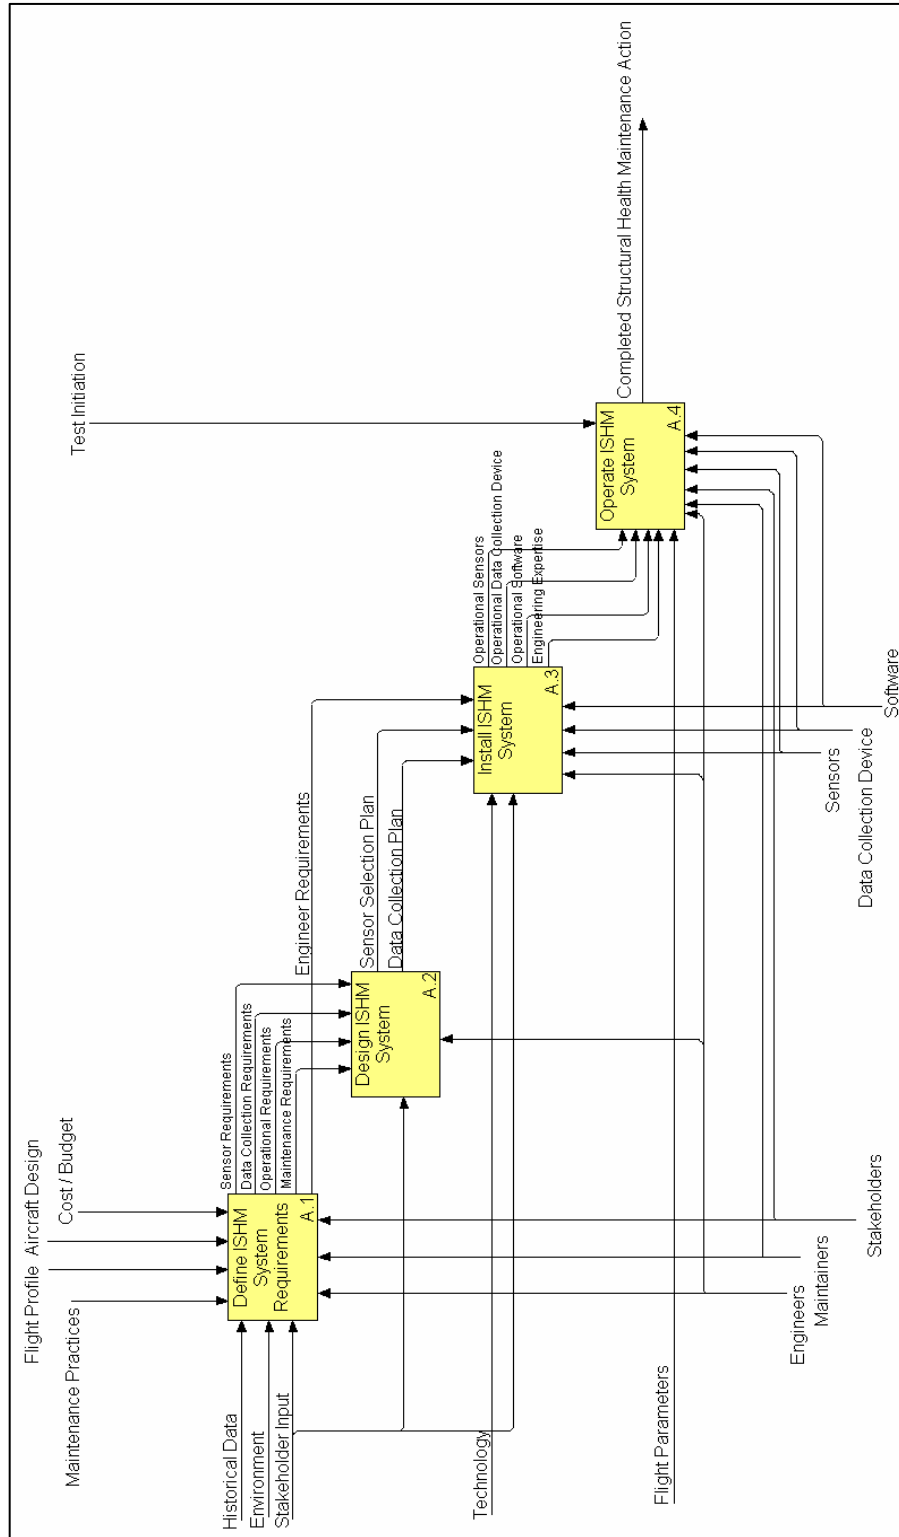 Maintenance Practices
Flight Profile
Aircraft Design
Cost / Budget
Test Initiation
Historical Data
Environment
Stakeholder Input
Define ISHM
System
Requirements
A.1
Sensor Requirements
Data Collection Requirements
Operational Requirements
Maintenance Requirements
Engineer Requirements
Design ISHM
System
A.2
Sensor Selection Plan
Data Collection Plan
Technology
Install ISHM
System
A.3
Operational Sensors
Operational Data Collection Device
Operational Software
Engineering Expertise
Flight Parameters
Operate ISHM
System
A.4
Completed Structural Health Maintenance Action
Engineers
Maintainers
Stakeholders
Sensors
Data Collection Device
Software